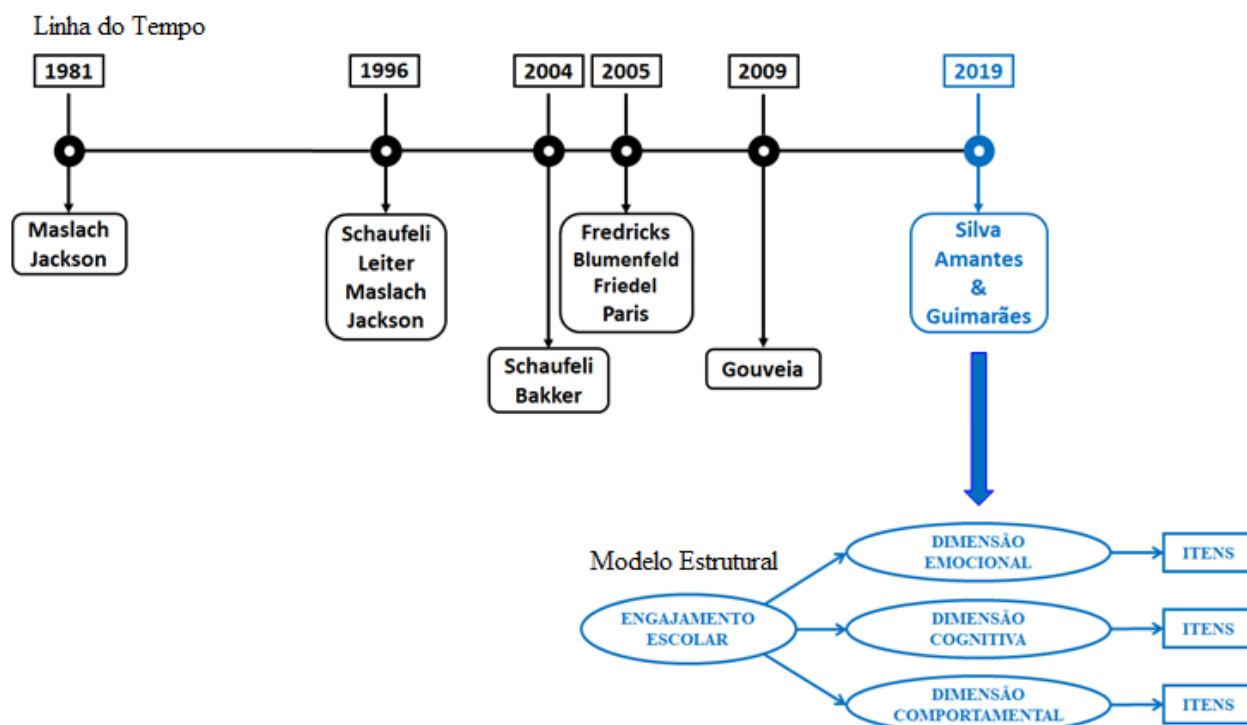 Linha do Tempo
1981
1996
2004
2005
2009
2019
Maslach
Jackson
Schaufeli
Leiter
Maslach
Jackson
Schaufeli
Bakker
Fredricks
Blumenfeld
Friedel
Paris
Gouveia
Silva
Amantes
&
Guimarães
Modelo Estrutural
ENGAJAMENTO
ESCOLAR
DIMENSÃO
EMOCIONAL
ITENS
DIMENSÃO
COGNITIVA
ITENS
DIMENSÃO
COMPORTAMENTAL
ITENS